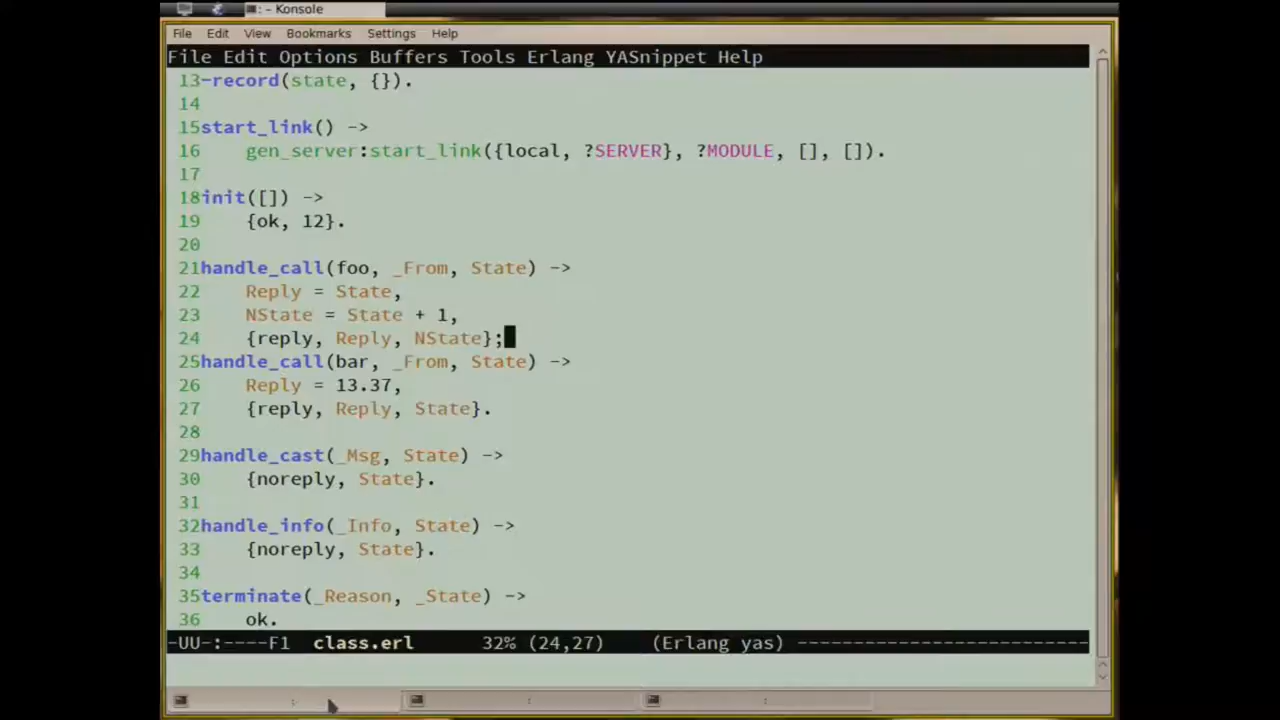 : - Konsole
File Edit View Bookmarks Settings Help
File Edit Options Buffers Tools Erlang YASnippet Help
13-record(state, {}).
14
15start_link() ->
16    gen_server:start_link({local, ?SERVER}, ?MODULE, [], []).
17
18init([]) ->
19    {ok, 12}.
20
21handle_call(foo, _From, State) ->
22    Reply = State,
23    NState = State + 1,
24    {reply, Reply, NState};
25handle_call(bar, _From, State) ->
26    Reply = 13.37,
27    {reply, Reply, State}.
28
29handle_cast(_Msg, State) ->
30    {noreply, State}.
31
32handle_info(_Info, State) ->
33    {noreply, State}.
34
35terminate(_Reason, _State) ->
36    ok.
-UU-:----F1  class.erl      32% (24,27)    (Erlang yas) --------------------------
: : :